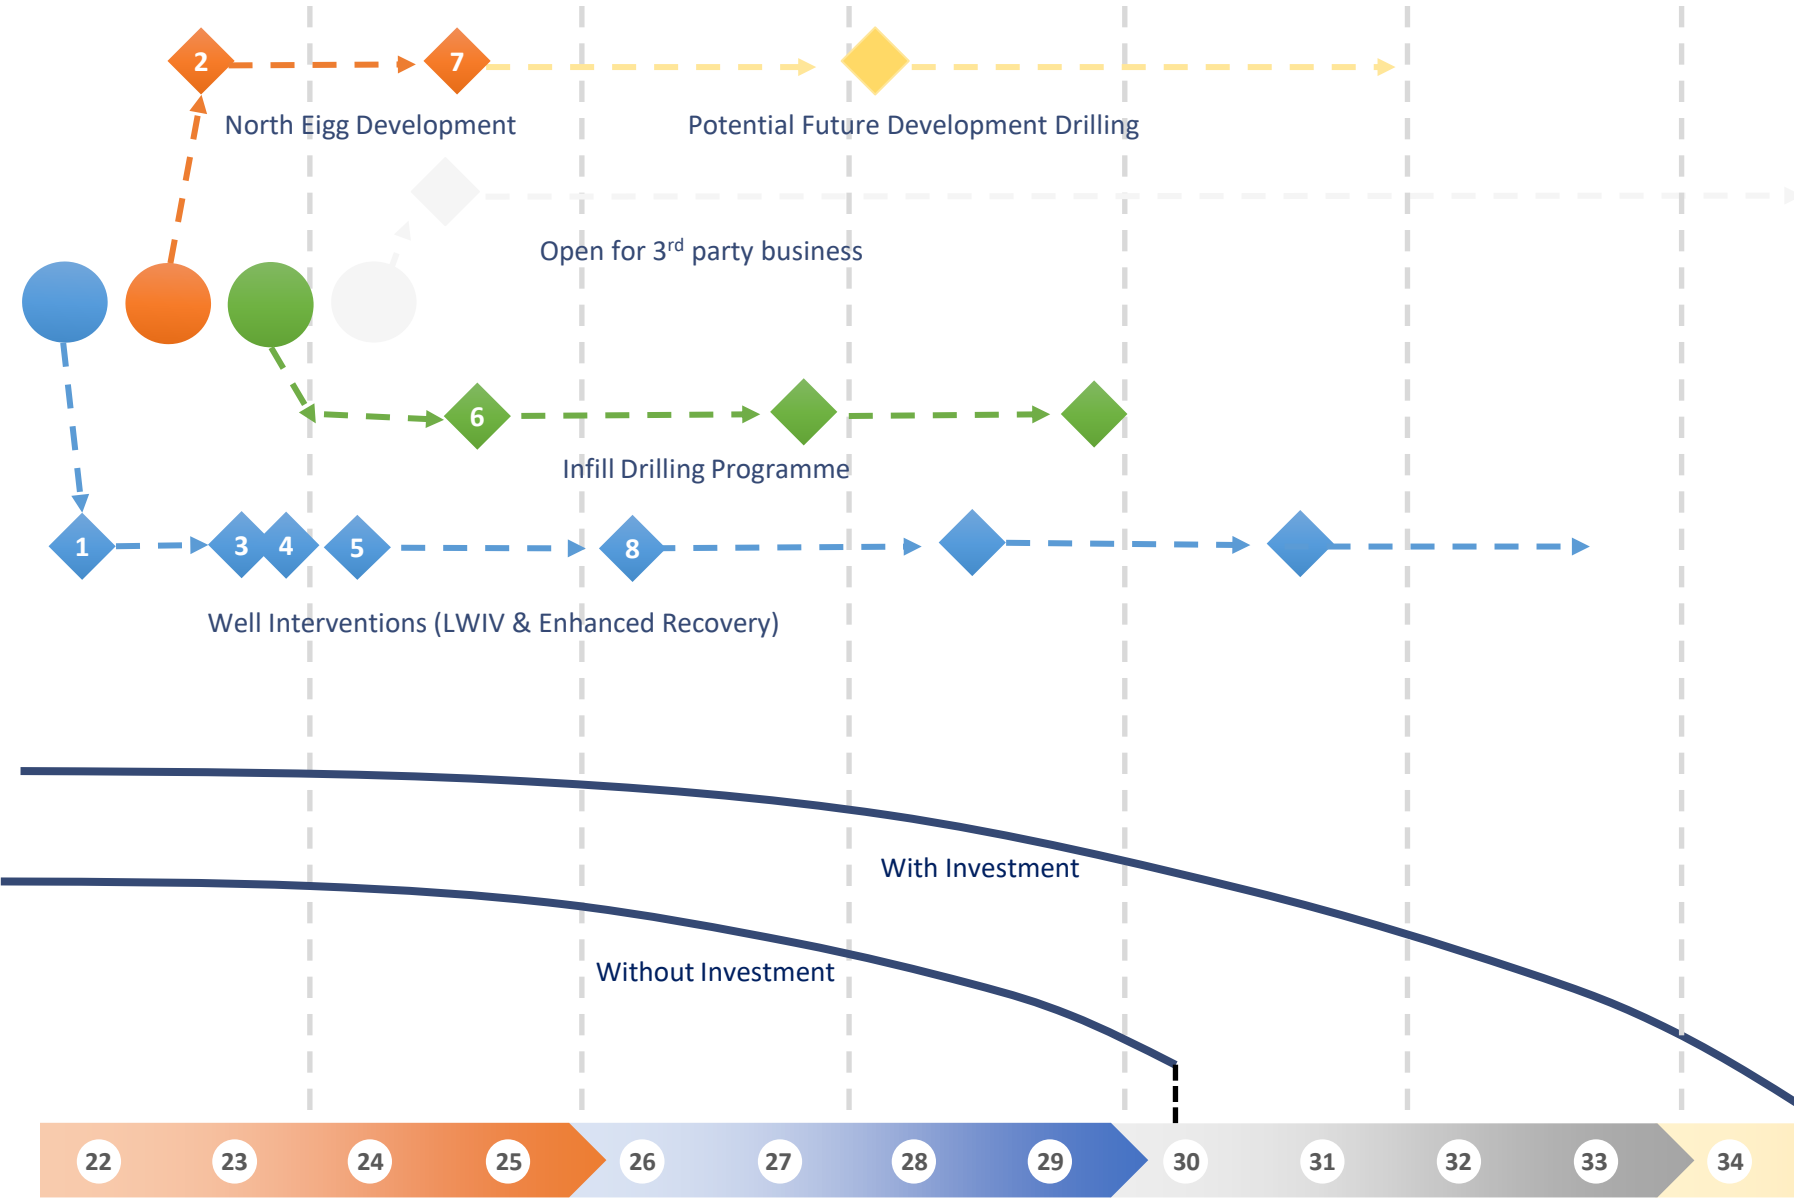 2
7
North Eigg Development
Potential Future Development Drilling
Open for 3rd party business
6
Infill Drilling Programme
1
3
4
5
8
Well Interventions (LWIV & Enhanced Recovery)
With Investment
Without Investment
22 23 24 25 26 27 28 29 30 31 32 33 34